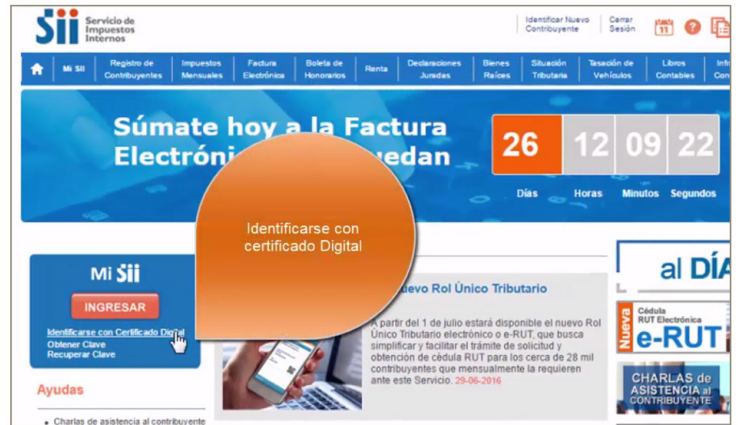 Sii Servicio de
Impuestos
Internos
Identificar Nuevo
Contribuyente
Cerrar
Sesión
11
?
Mi SII
Registro de
Contribuyentes
Impuestos
Mensuales
Factura
Electrónica
Boleta de
Honorarios
Renta
Declaraciones
Juradas
Bienes
Raíces
Situación
Tributaria
Tasación de
Vehículos
Libros
Contables
Súmate hoy a la Factura
26 12 09 22
Días Horas Minutos Segundos
Identificarse con
certificado Digital
Mi Sii
INGRESAR
Identificarse con Certificado Digital
Obtener Clave
Recuperar Clave
Ayudas
• Charlas de asistencia al contribuyente
uevo Rol Único Tributario
A partir del 1 de julio estará disponible el nuevo Rol
Único Tributario electrónico o e-RUT, que busca
simplificar y facilitar el trámite de solicitud y
obtención de cédula RUT para los cerca de 28 mil
contribuyentes que mensualmente la requieren
ante este Servicio. 29-06-2016
al DÍA
Nueva
Cédula
RUT Electrónica
e-RUT
CHARLAS de
ASISTENCIA al
CONTRIBUYENTE